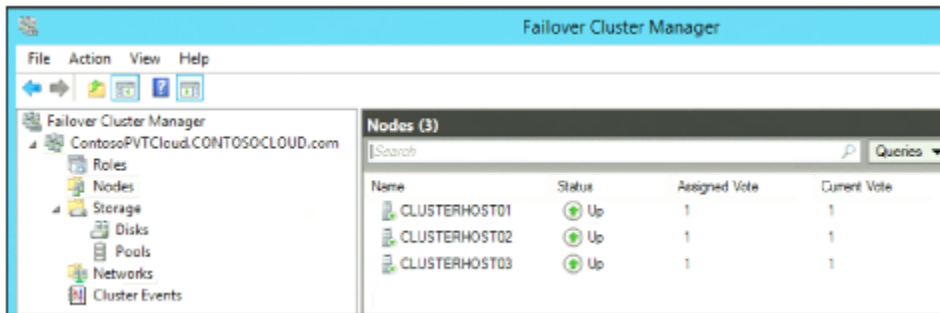 Failover Cluster Manager
File Action View Help
Failover Cluster Manager
ContosoPVTCloud.CONTOSOCLOUD.com
Roles
Nodes
Storage
Disks
Pools
Networks
Cluster Events
Nodes (3)
Search
Queries
Name Status Assigned Vote Current Vote
CLUSTERHOST01 Up 1 1
CLUSTERHOST02 Up 1 1
CLUSTERHOST03 Up 1 1